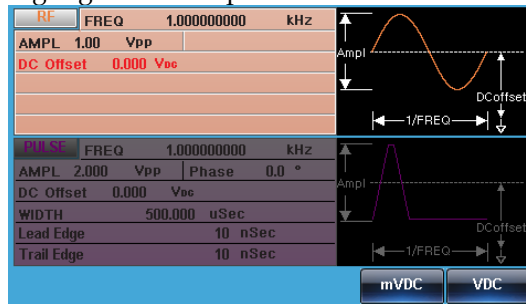 RF FREQ 1.000000000 kHz
AMPL 1.00 Vpp
DC Offset 0.000 VDC
Ampl
DCoffset
1/FREQ
PULSE FREQ 1.000000000 kHz
AMPL 2.000 Vpp Phase 0.0 °
DC Offset 0.000 VDC
WIDTH 500.000 uSec
Lead Edge 10 nSec
Trail Edge 10 nSec
Ampl
DCoffset
1/FREQ
mVDC VDC